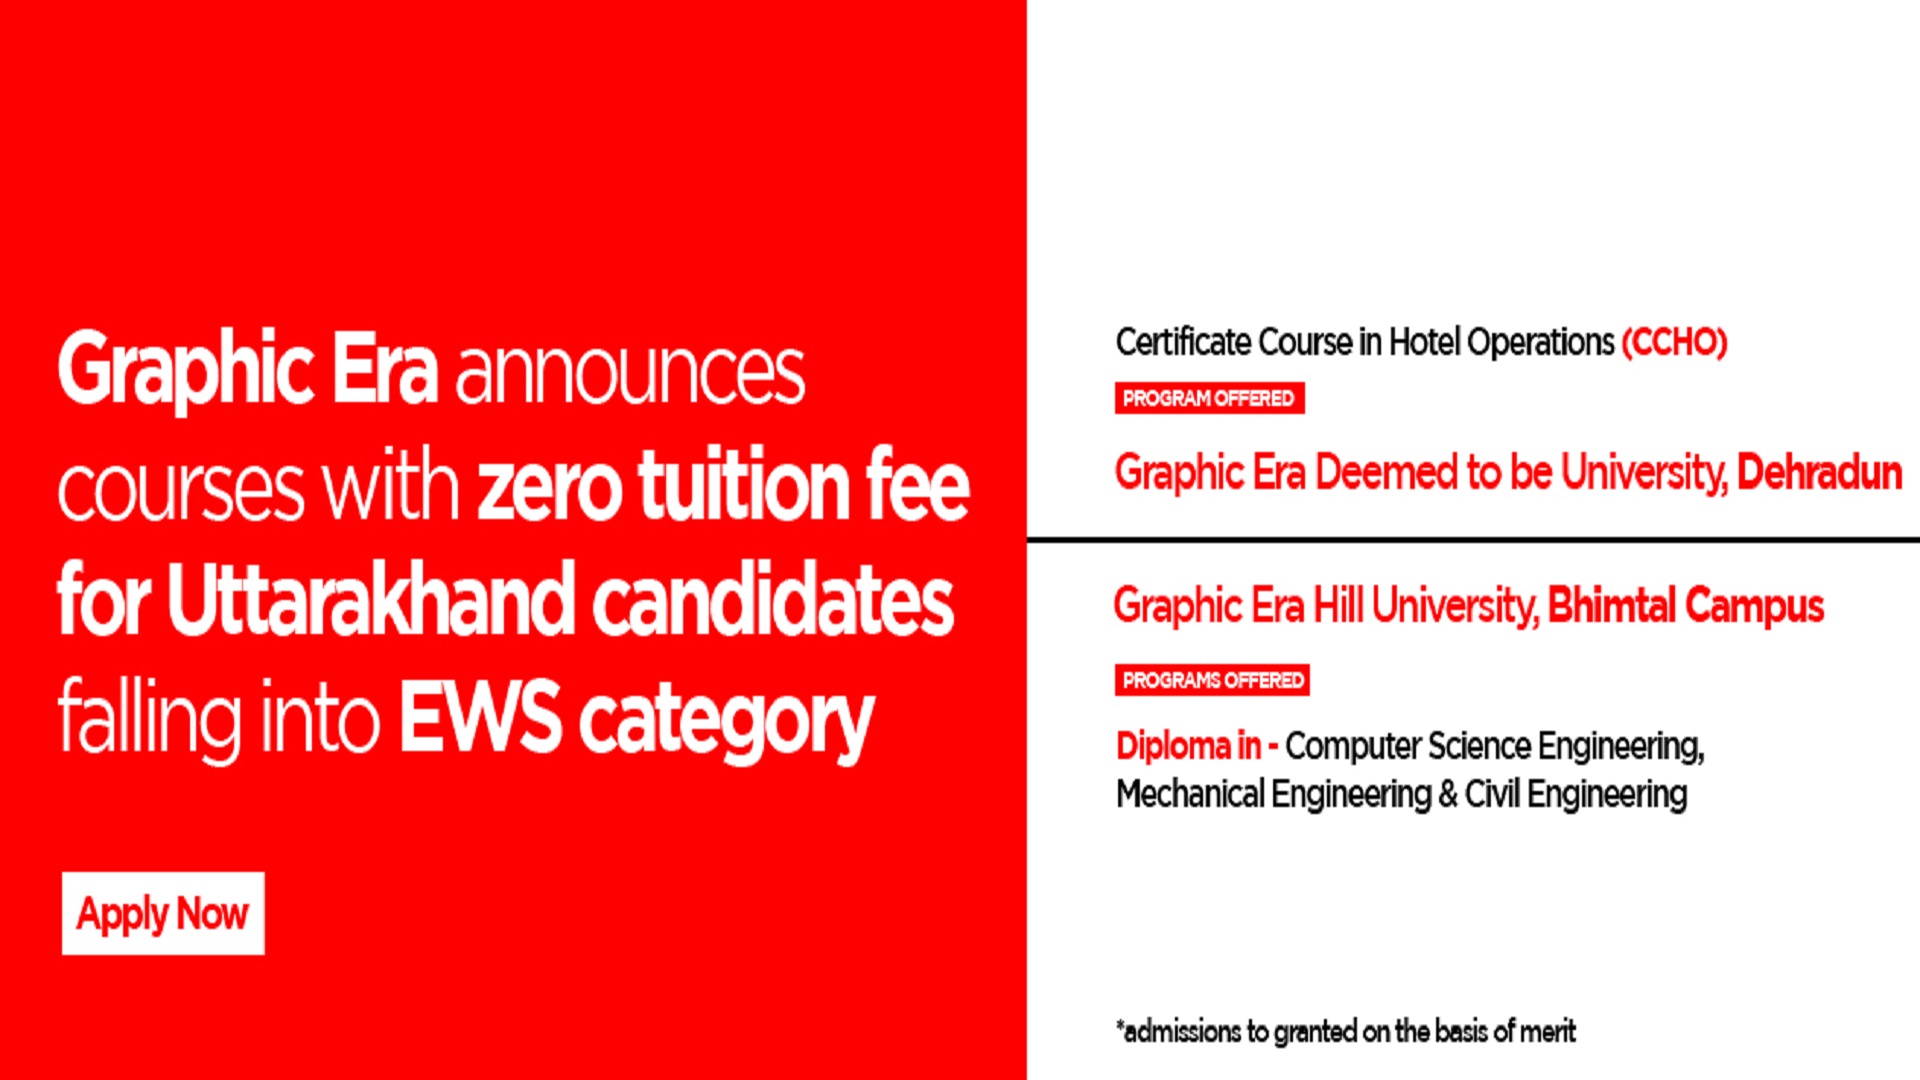 Graphic Era announces
courses with zero tuition fee
for Uttarakhand candidates
falling into EWS category
Apply Now
Certificate Course in Hotel Operations (CCHO)
PROGRAM OFFERED
Graphic Era Deemed to be University, Dehradun
Graphic Era Hill University, Bhimtal Campus
PROGRAMS OFFERED
Diploma in - Computer Science Engineering,
Mechanical Engineering & Civil Engineering
*admissions to granted on the basis of merit